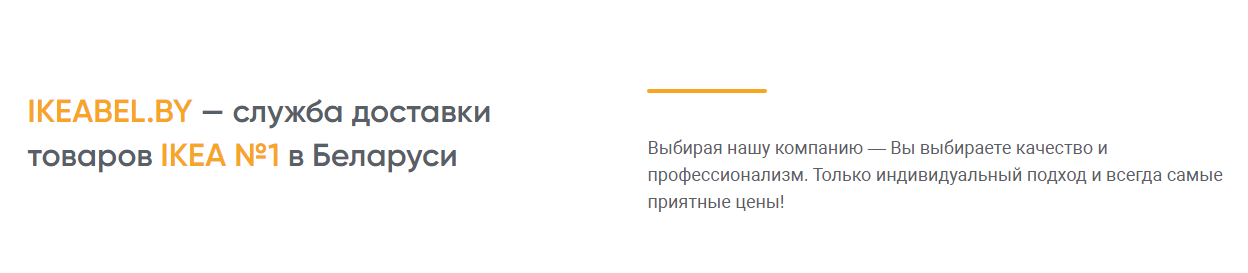 IKEABEL.BY — служба доставки
товаров IKEA №1 в Беларуси
Выбирая нашу компанию — Вы выбираете качество и
профессионализм. Только индивидуальный подход и всегда самые
приятные цены!